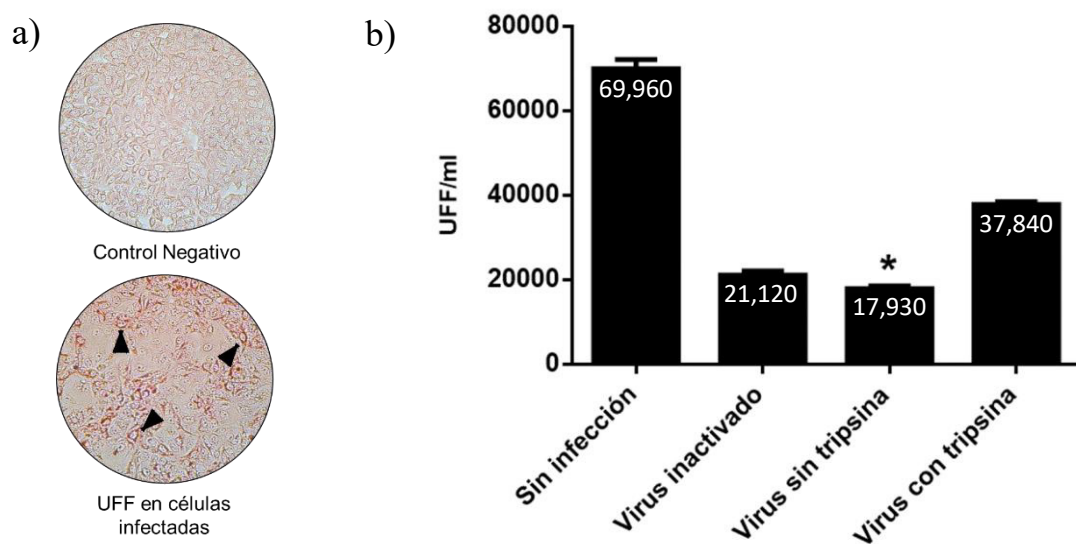 a)
Control Negativo
UFF en células
infectadas
b)
UFF/ml
80000
60000
40000
20000
0
69,960
21,120
*
17,930
37,840
Sin infección
Virus inactivado
Virus sin tripsina
Virus con tripsina